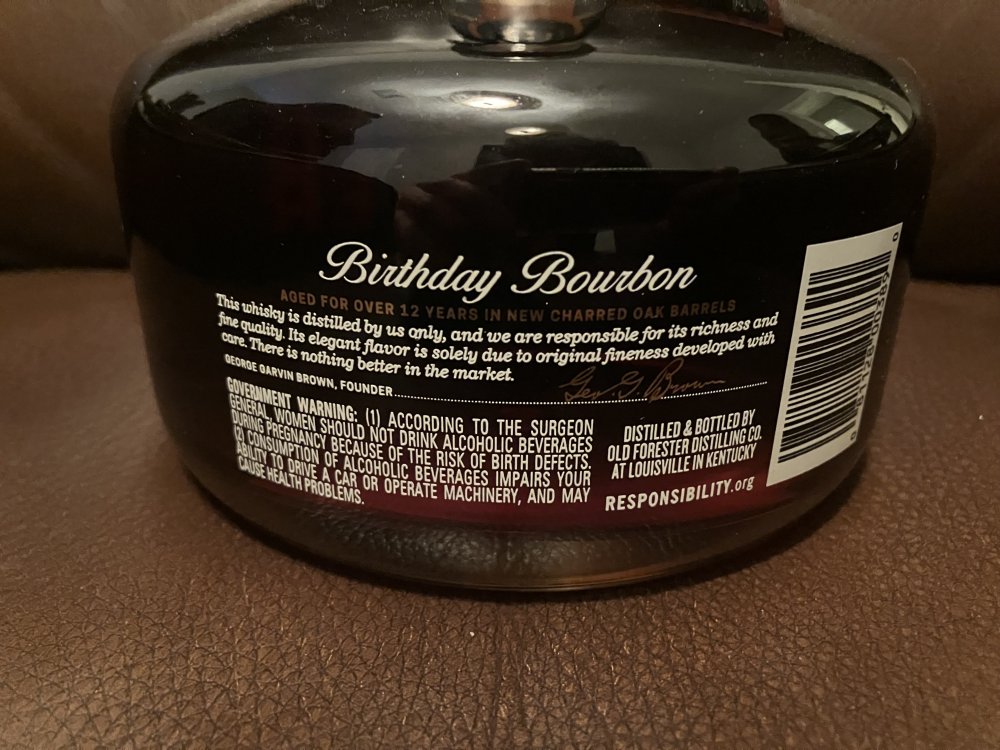 Birthday Bourbon
AGED FOR OVER 12 YEARS IN NEW CHARRED OAK BARRELS
This whisky is distilled by us only, and we are responsible for its richness and
fine quality. Its elegant flavor is solely due to original fineness developed with
care. There is nothing better in the market.
GEORGE GARVIN BROWN, FOUNDER
Geo. G. Brown
GOVERNMENT WARNING: (1) ACCORDING TO THE SURGEON
GENERAL, WOMEN SHOULD NOT DRINK ALCOHOLIC BEVERAGES
DURING PREGNANCY BECAUSE OF THE RISK OF BIRTH DEFECTS.
(2) CONSUMPTION OF ALCOHOLIC BEVERAGES IMPAIRS YOUR
ABILITY TO DRIVE A CAR OR OPERATE MACHINERY, AND MAY
CAUSE HEALTH PROBLEMS.
DISTILLED & BOTTLED BY
OLD FORESTER DISTILLING CO.
AT LOUISVILLE IN KENTUCKY
RESPONSIBILITY.org